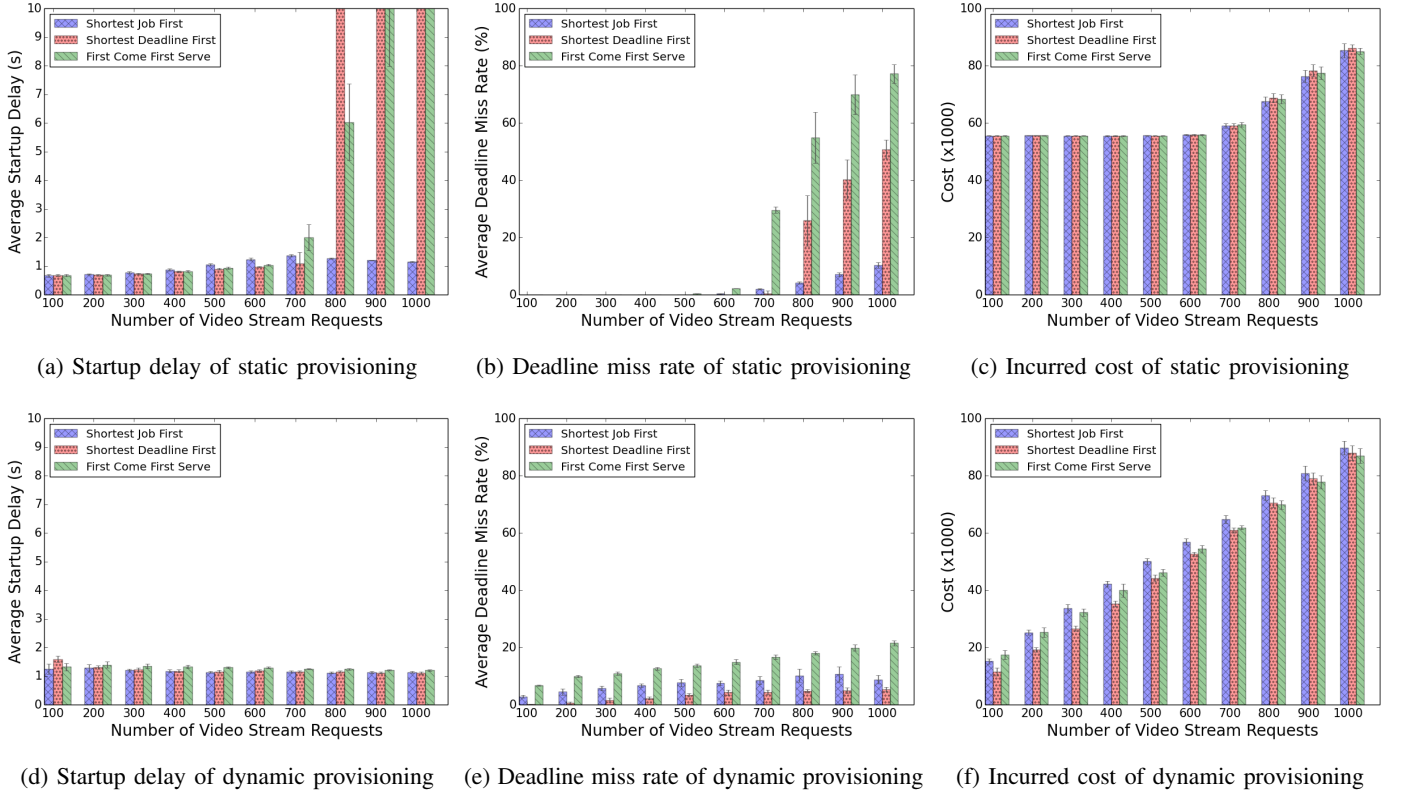 Average Startup Delay (s)
10
9
8
7
6
5
4
3
2
1
0
Shortest Job First
Shortest Deadline First
First Come First Serve
100 200 300 400 500 600 700 800 900 1000
Number of Video Stream Requests
(a) Startup delay of static provisioning
Average Deadline Miss Rate (%)
100
80
60
40
20
0
Shortest Job First
Shortest Deadline First
First Come First Serve
100 200 300 400 500 600 700 800 900 1000
Number of Video Stream Requests
(b) Deadline miss rate of static provisioning
Cost (x1000)
100
80
60
40
20
0
Shortest Job First
Shortest Deadline First
First Come First Serve
100 200 300 400 500 600 700 800 900 1000
Number of Video Stream Requests
(c) Incurred cost of static provisioning
Average Startup Delay (s)
10
9
8
7
6
5
4
3
2
1
0
Shortest Job First
Shortest Deadline First
First Come First Serve
100 200 300 400 500 600 700 800 900 1000
Number of Video Stream Requests
(d) Startup delay of dynamic provisioning
Average Deadline Miss Rate (%)
100
80
60
40
20
0
Shortest Job First
Shortest Deadline First
First Come First Serve
100 200 300 400 500 600 700 800 900 1000
Number of Video Stream Requests
(e) Deadline miss rate of dynamic provisioning
Cost (x1000)
100
80
60
40
20
0
Shortest Job First
Shortest Deadline First
First Come First Serve
100 200 300 400 500 600 700 800 900 1000
Number of Video Stream Requests
(f) Incurred cost of dynamic provisioning